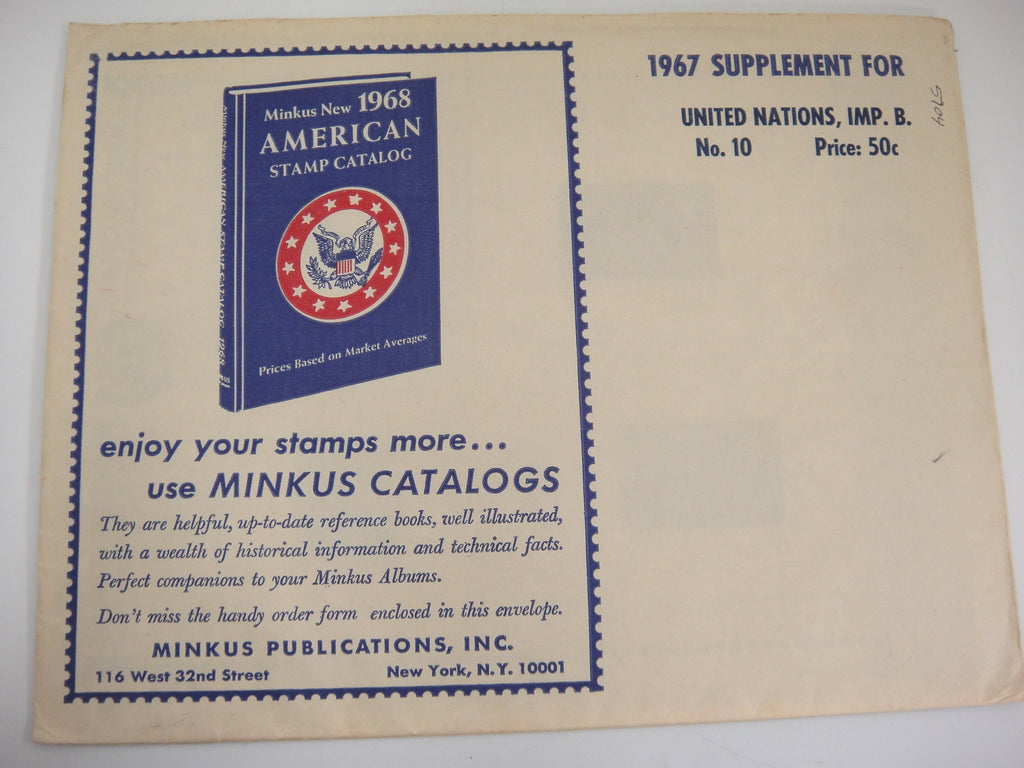 1967 SUPPLEMENT FOR
UNITED NATIONS, IMP. B.
No. 10 Price: 50c
Minkus New 1968
AMERICAN
STAMP CATALOG
Prices Based on Market Averages
enjoy your stamps more...
use MINKUS CATALOGS
They are helpful, up-to-date reference books, well illustrated,
with a wealth of historical information and technical facts.
Perfect companions to your Minkus Albums.
Don't miss the handy order form enclosed in this envelope.
MINKUS PUBLICATIONS, INC.
116 West 32nd Street New York, N.Y. 10001